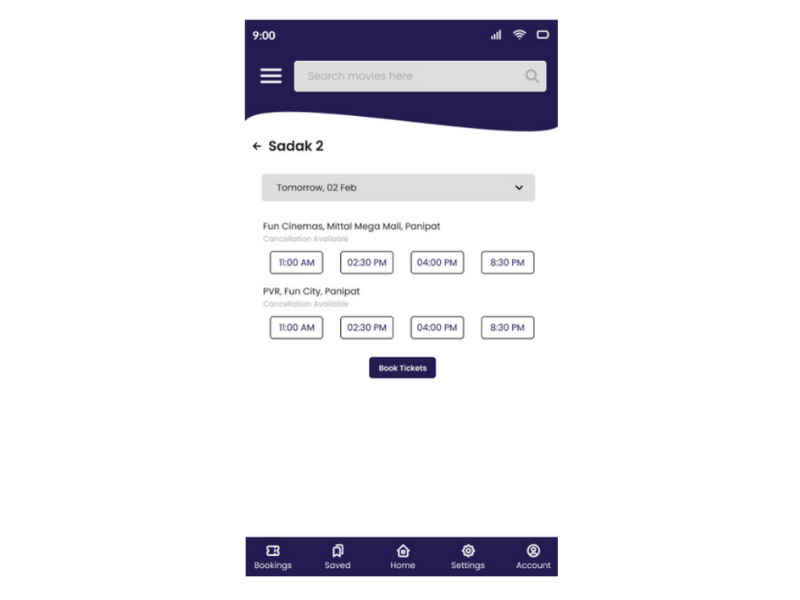 9:00
Search movies here
Sadak 2
Tomorrow, 02 Feb
Fun Cinemas, Mittal Mega Mall, Panipat
Cancellation Available
11:00 AM 02:30 PM 04:00 PM 8:30 PM
PVR, Fun City, Panipat
Cancellation Available
11:00 AM 02:30 PM 04:00 PM 8:30 PM
Book Tickets
Bookings Saved Home Settings Account